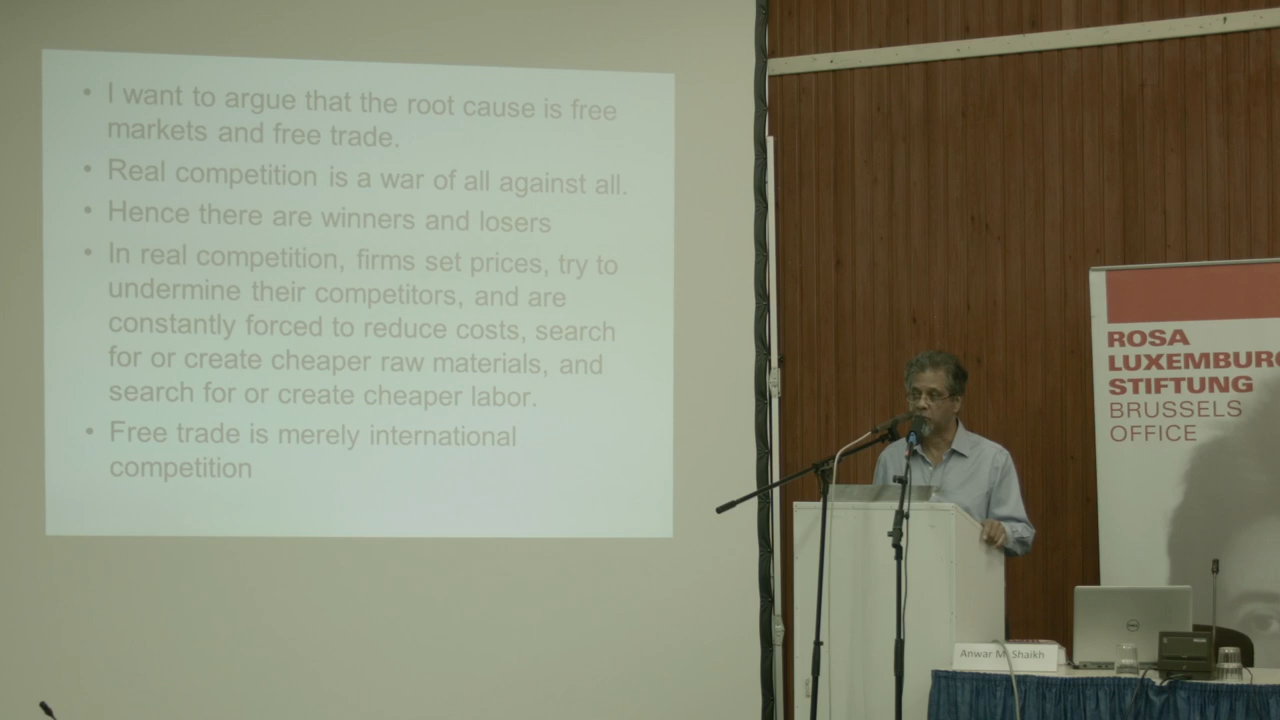 • I want to argue that the root cause is free
markets and free trade.
• Real competition is a war of all against all.
• Hence there are winners and losers
• In real competition, firms set prices, try to
undermine their competitors, and are
constantly forced to reduce costs, search
for or create cheaper raw materials, and
search for or create cheaper labor.
• Free trade is merely international
competition
ROSA
LUXEMBURG
STIFTUNG
BRUSSELS
OFFICE
Anwar M. Shaikh
DELL